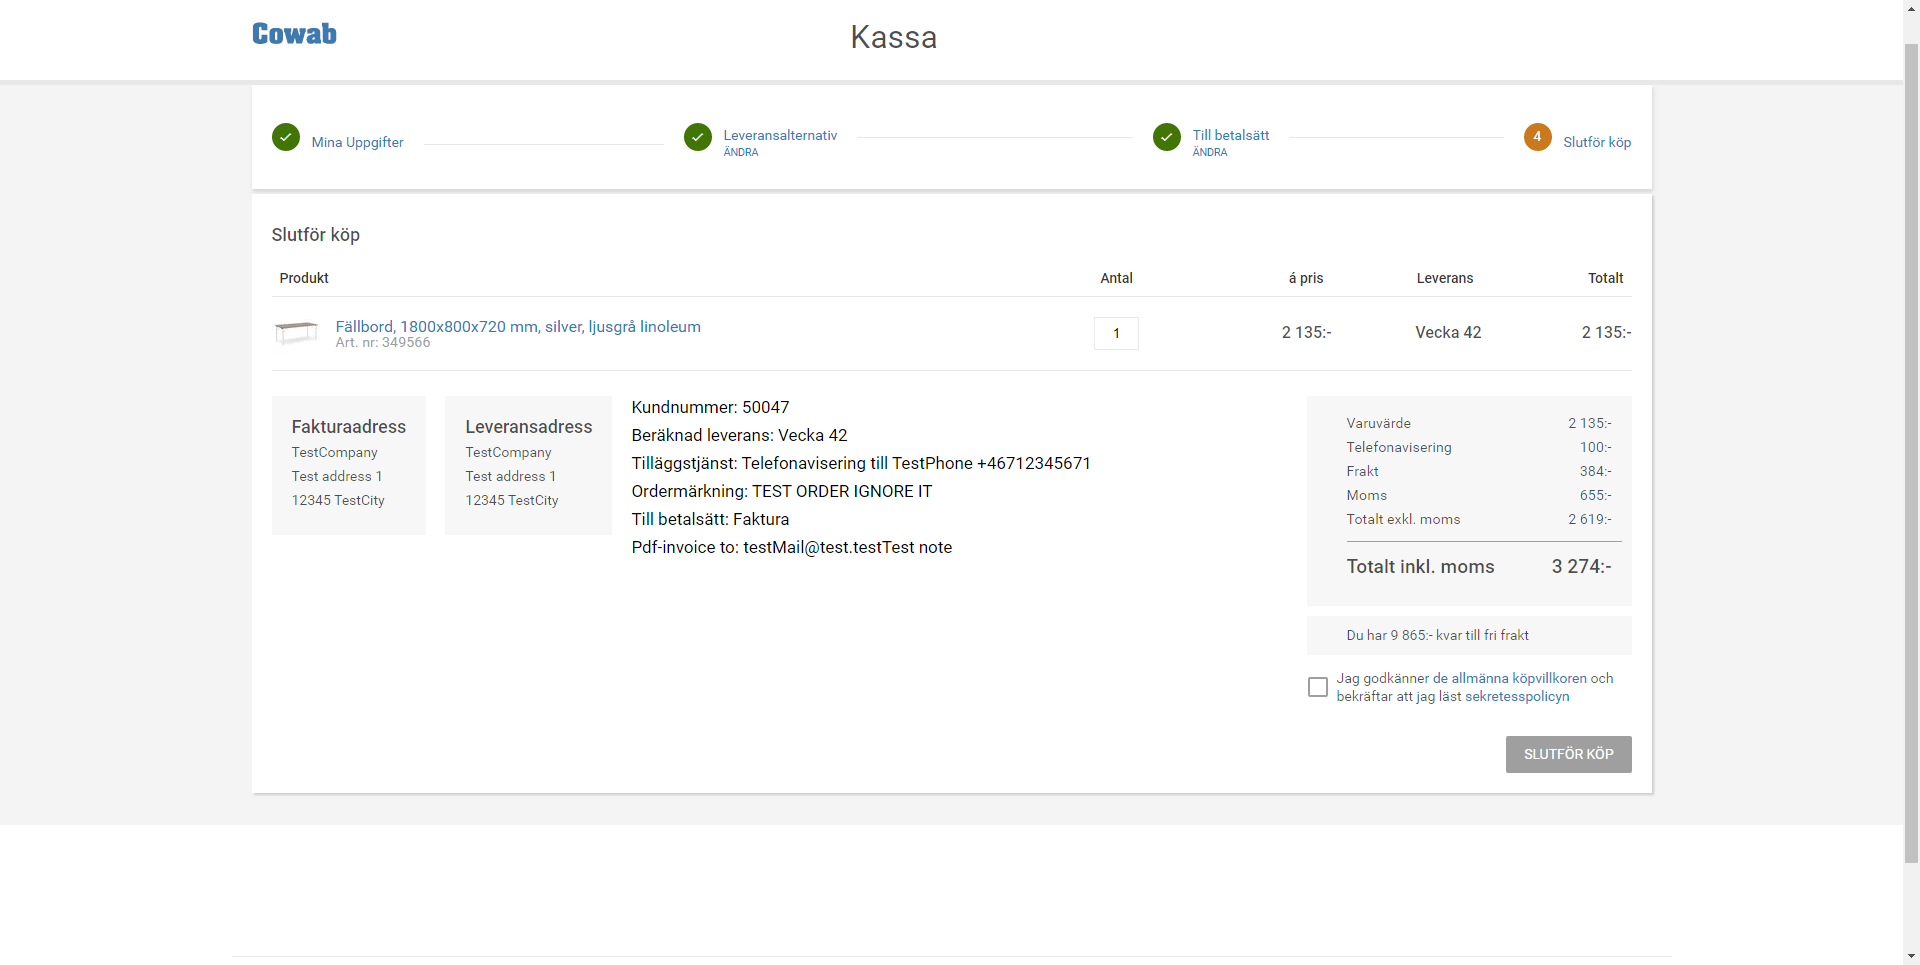 Cowab
Kassa
Mina Uppgifter
Leveransalternativ
ÄNDRA
Till betalsätt
ÄNDRA
4
Slutför köp
Slutför köp
Produkt Antal á pris Leverans Totalt
Fällbord, 1800x800x720 mm, silver, ljusgrå linoleum 1 2 135:- Vecka 42 2 135:-
Art. nr: 349566
Fakturaadress
TestCompany
Test address 1
12345 TestCity
Leveransadress
TestCompany
Test address 1
12345 TestCity
Kundnummer: 50047
Beräknad leverans: Vecka 42
Tilläggstjänst: Telefonavisering till TestPhone +46712345671
Ordermärkning: TEST ORDER IGNORE IT
Till betalsätt: Faktura
Pdf-invoice to: testMail@test.testTest note
Varuvärde 2 135:-
Telefonavisering 100:-
Frakt 384:-
Moms 655:-
Totalt exkl. moms 2 619:-
Totalt inkl. moms 3 274:-
Du har 9 865:- kvar till fri frakt
Jag godkänner de allmänna köpvillkoren och
bekräftar att jag läst sekretesspolicyn
SLUTFÖR KÖP